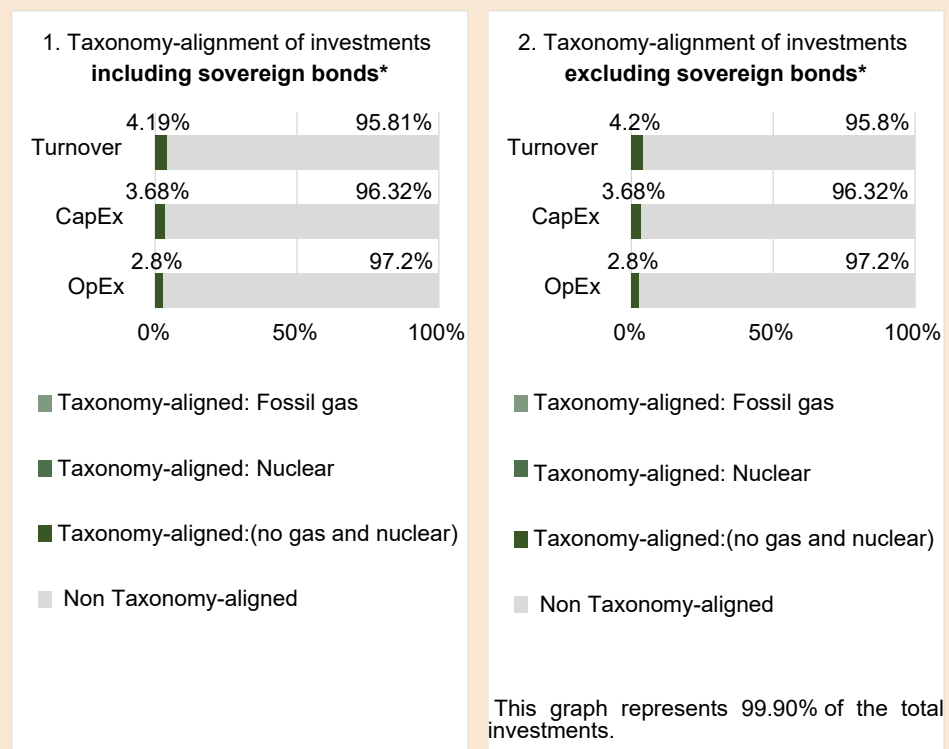 1. Taxonomy-alignment of investments
including sovereign bonds*
4.19% 95.81%
Turnover
3.68% 96.32%
CapEx
2.8% 97.2%
OpEx
0% 50% 100%
Taxonomy-aligned: Fossil gas
Taxonomy-aligned: Nuclear
Taxonomy-aligned:(no gas and nuclear)
Non Taxonomy-aligned
2. Taxonomy-alignment of investments
excluding sovereign bonds*
4.2% 95.8%
Turnover
3.68% 96.32%
CapEx
2.8% 97.2%
OpEx
0% 50% 100%
Taxonomy-aligned: Fossil gas
Taxonomy-aligned: Nuclear
Taxonomy-aligned:(no gas and nuclear)
Non Taxonomy-aligned
This graph represents 99.90% of the total
investments.